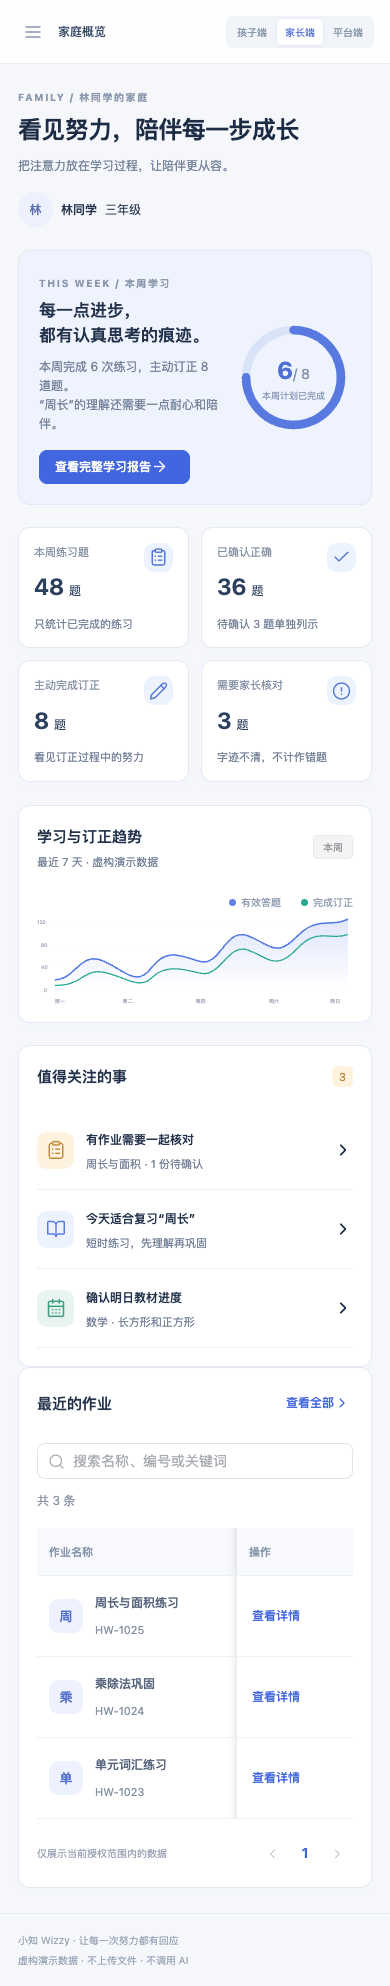 家庭概览
孩子端 家长端 平台端
FAMILY / 林同学的家庭
看见努力，陪伴每一步成长
把注意力放在学习过程，让陪伴更从容。
林 林同学 三年级
THIS WEEK / 本周学习
每一点进步，
都有认真思考的痕迹。
本周完成 6 次练习，主动订正 8
道题。
“周长”的理解还需要一点耐心和陪
伴。
6/ 8
本周计划已完成
查看完整学习报告
本周练习题
48 题
只统计已完成的练习
已确认正确
36 题
待确认 3 题单独列示
主动完成订正
8 题
看见订正过程中的努力
需要家长核对
3 题
字迹不清，不计作错题
学习与订正趋势
最近 7 天 · 虚构演示数据
本周
有效答题 完成订正
120
80
40
0
周一 周二 周四 周六 周日
值得关注的事
3
有作业需要一起核对
周长与面积 · 1 份待确认
今天适合复习“周长”
短时练习，先理解再巩固
确认明日教材进度
数学 · 长方形和正方形
最近的作业
查看全部
搜索名称、编号或关键词
共 3 条
作业名称 操作
周 周长与面积练习
HW-1025
查看详情
乘 乘除法巩固
HW-1024
查看详情
单 单元词汇练习
HW-1023
查看详情
仅展示当前授权范围内的数据
1
小知 Wizzy · 让每一次努力都有回应
虚构演示数据 · 不上传文件 · 不调用 AI